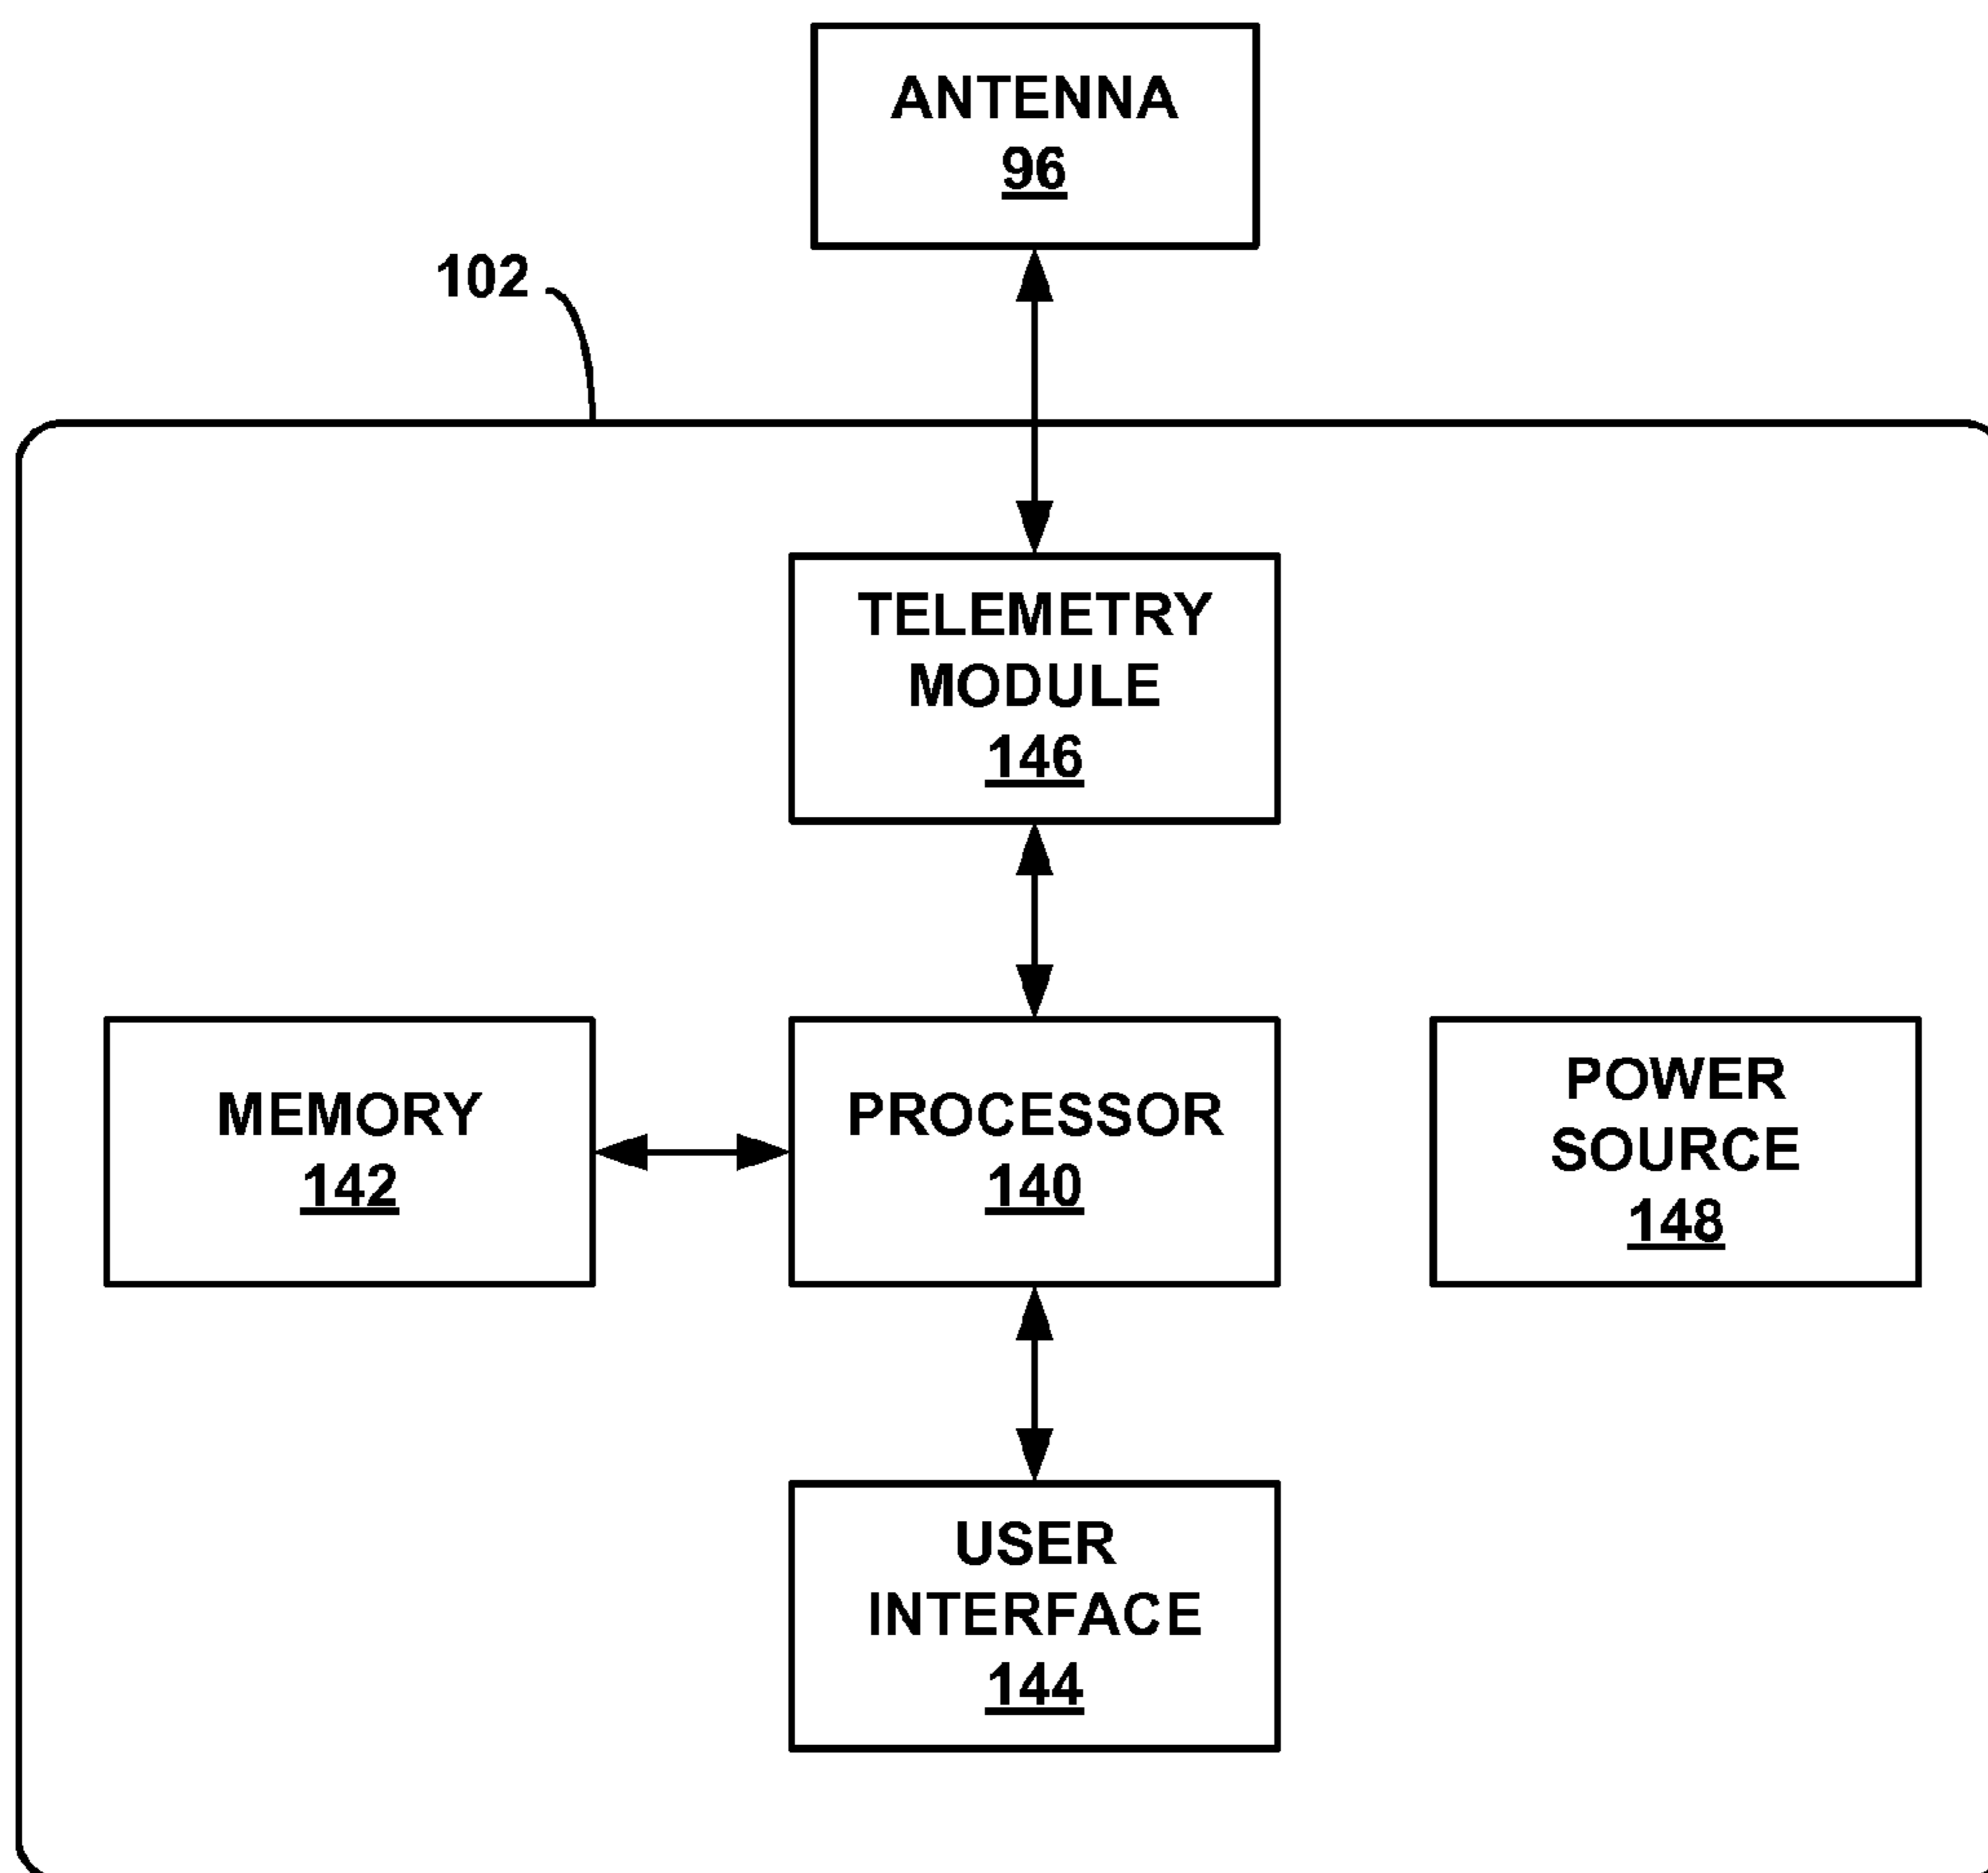 ANTENNA
96
102
TELEMETRY
MODULE
146
MEMORY
142
PROCESSOR
140
POWER
SOURCE
148
USER
INTERFACE
144